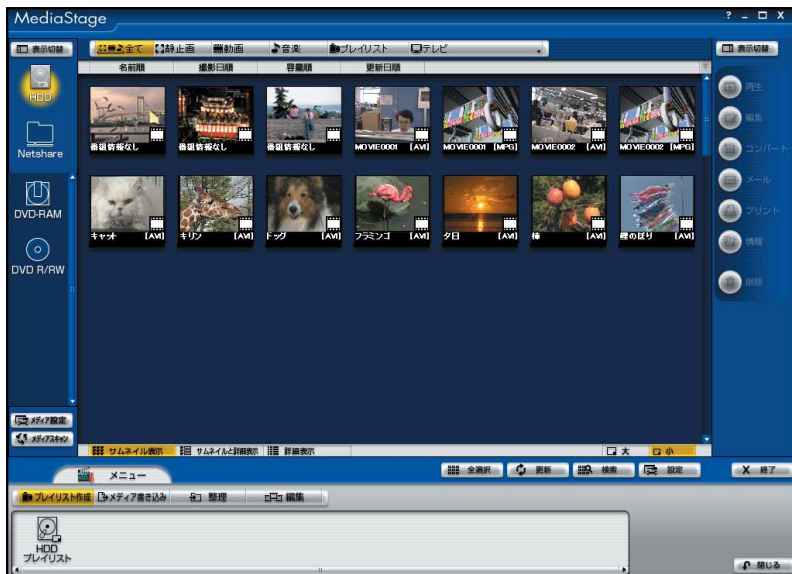 MediaStage
? - □ X
表示切替
全て 静止画 動画 音楽 プレイリスト テレビ
表示切替
名前順 撮影日順 容量順 更新日順
HDD
Netshare
DVD-RAM
DVD R/RW
番組情報なし 番組情報なし 番組情報なし MOVIE0001 [AVI] MOVIE0001 [MPG] MOVIE0002 [AVI] MOVIE0002 [MPG]
キャット [AVI] キリン [AVI] ドッグ [AVI] フラミンゴ [AVI] 夕日 [AVI] 柿 [AVI] 鯉のぼり [AVI]
再生
編集
コンバート
メール
プリント
情報
削除
メディア設定
メディアスキャン
サムネイル表示 サムネイルと詳細表示 詳細表示 大 小
メニュー
全選択 更新 検索 設定 X 終了
プレイリスト作成 メディア書き込み 整理 編集
HDD
プレイリスト
閉じる